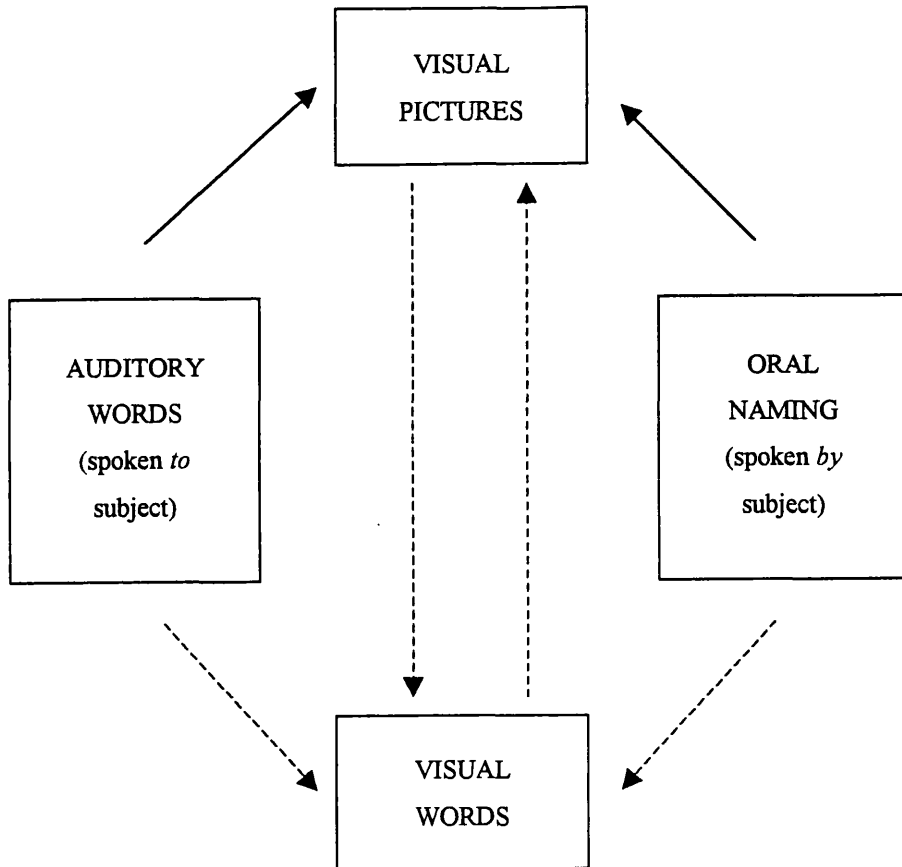 VISUAL
PICTURES
AUDITORY
WORDS
(spoken to
subject)
ORAL
NAMING
(spoken by
subject)
VISUAL
WORDS